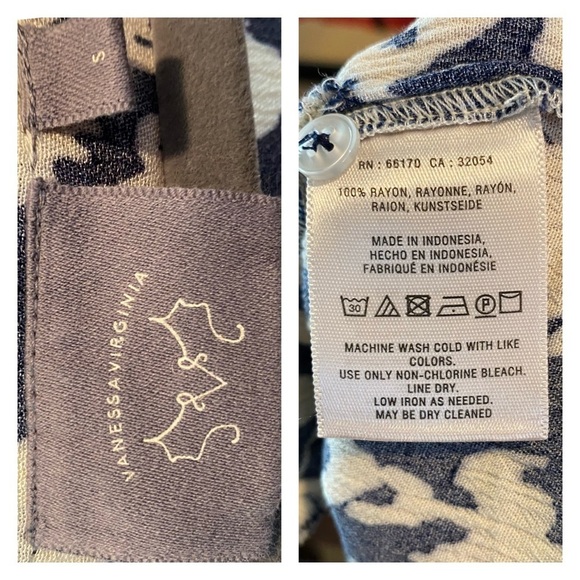 S
VANESSAVIRGINIA
RN : 66170 CA : 32054
100% RAYON, RAYONNE, RAYÓN,
RAION, KUNSTSEIDE
MADE IN INDONESIA,
HECHO EN INDONESIA,
FABRIQUÉ EN INDONÉSIE
30 P
MACHINE WASH COLD WITH LIKE
COLORS.
USE ONLY NON-CHLORINE BLEACH.
LINE DRY.
LOW IRON AS NEEDED.
MAY BE DRY CLEANED